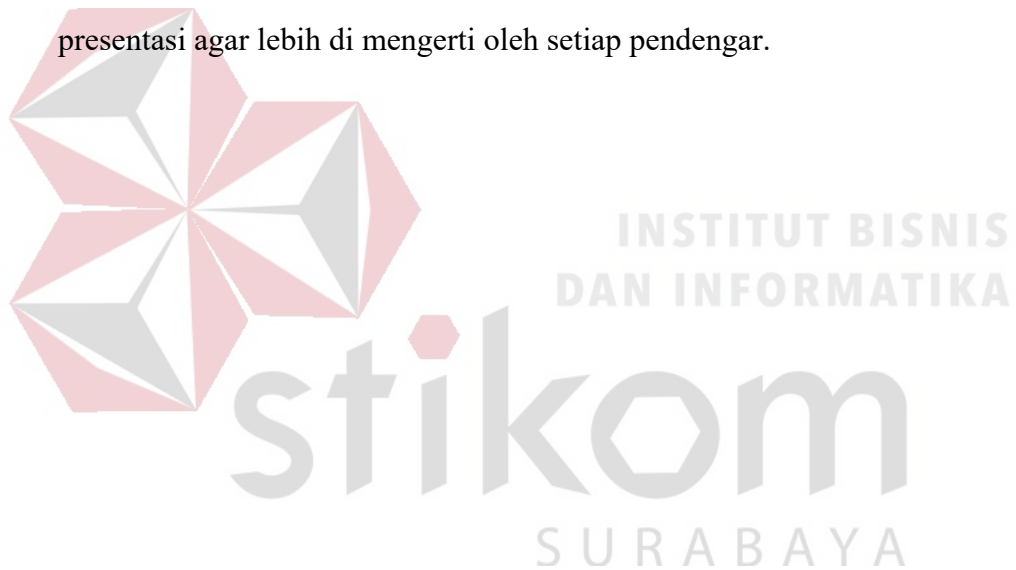 presentasi agar lebih di mengerti oleh setiap pendengar.
INSTITUT BISNIS
DAN INFORMATIKA
stikom
SURABAYA